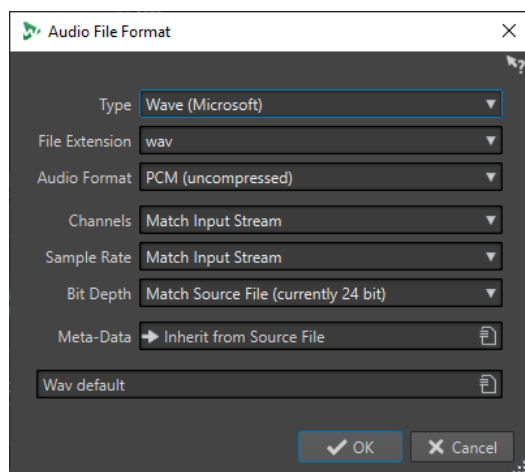 Audio File Format
Type Wave (Microsoft)
File Extension wav
Audio Format PCM (uncompressed)
Channels Match Input Stream
Sample Rate Match Input Stream
Bit Depth Match Source File (currently 24 bit)
Meta-Data Inherit from Source File
Wav default
OK Cancel